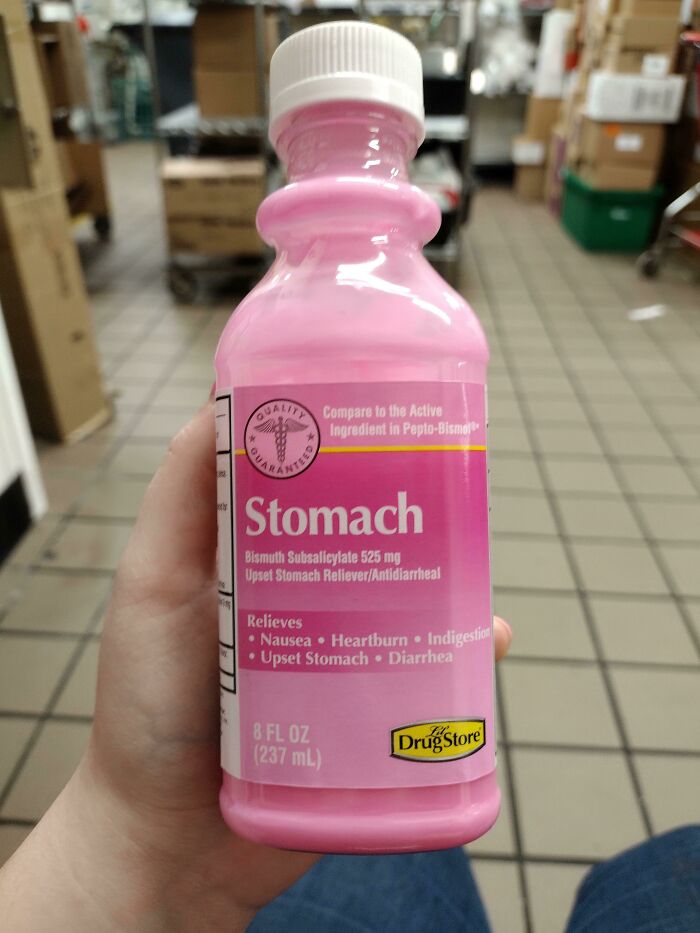 QUALITY
GUARANTEED
Compare to the Active
Ingredient in Pepto-Bismol®*
Stomach
Bismuth Subsalicylate 525 mg
Upset Stomach Reliever/Antidiarrheal
Relieves
• Nausea • Heartburn • Indigestion
• Upset Stomach • Diarrhea
8 FL OZ
(237 mL)
Lil'
DrugStore®